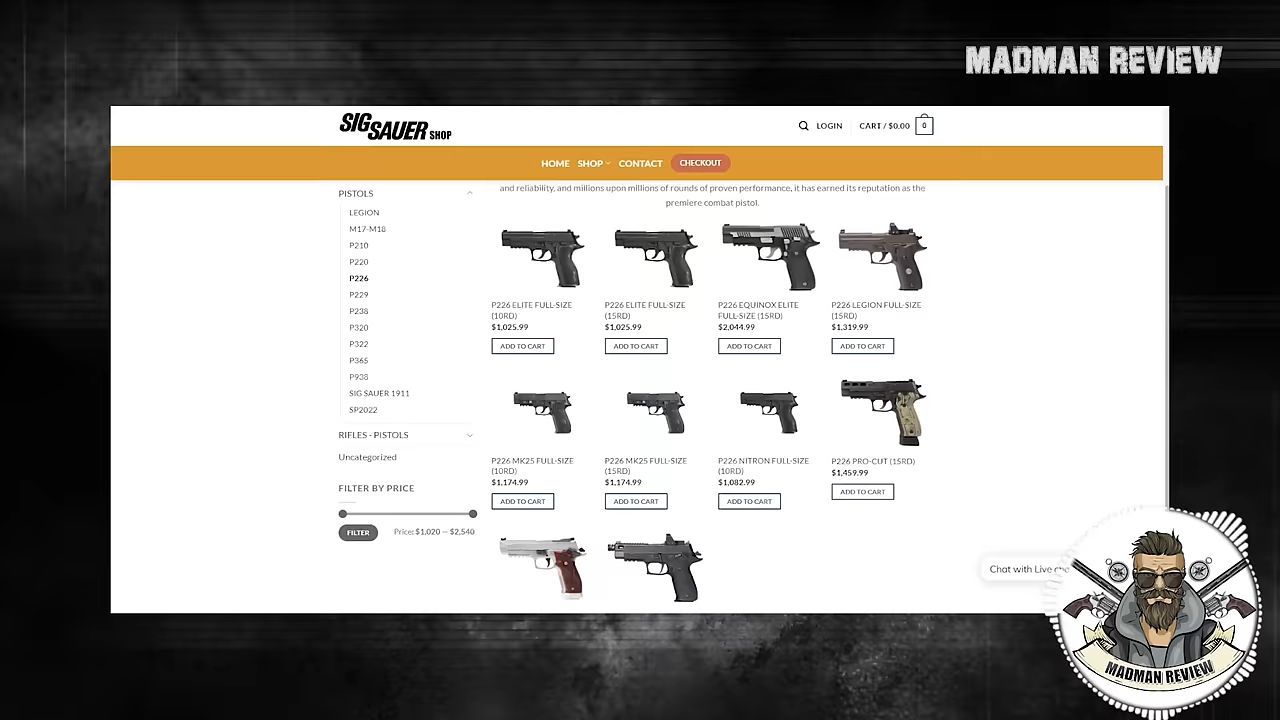 MADMAN REVIEW
SIG SAUER SHOP
LOGIN
CART / $0.00
0
HOME SHOP CONTACT CHECKOUT
PISTOLS
LEGION
M17-M18
P210
P220
P226
P229
P238
P320
P322
P365
P938
SIG SAUER 1911
SP2022
RIFLES - PISTOLS
Uncategorized
FILTER BY PRICE
FILTER
Price: $1,020 — $2,540
and reliability, and millions upon millions of rounds of proven performance, it has earned its reputation as the
premiere combat pistol.
P226 ELITE FULL-SIZE
(10RD)
$1,025.99
ADD TO CART
P226 ELITE FULL-SIZE
(15RD)
$1,025.99
ADD TO CART
P226 EQUINOX ELITE
FULL-SIZE (15RD)
$2,044.99
ADD TO CART
P226 LEGION FULL-SIZE
(15RD)
$1,319.99
ADD TO CART
P226 MK25 FULL-SIZE
(10RD)
$1,174.99
ADD TO CART
P226 MK25 FULL-SIZE
(15RD)
$1,174.99
ADD TO CART
P226 NITRON FULL-SIZE
(10RD)
$1,082.99
ADD TO CART
P226 PRO-CUT (15RD)
$1,459.99
ADD TO CART
Chat with Live
MADMAN REVIEW